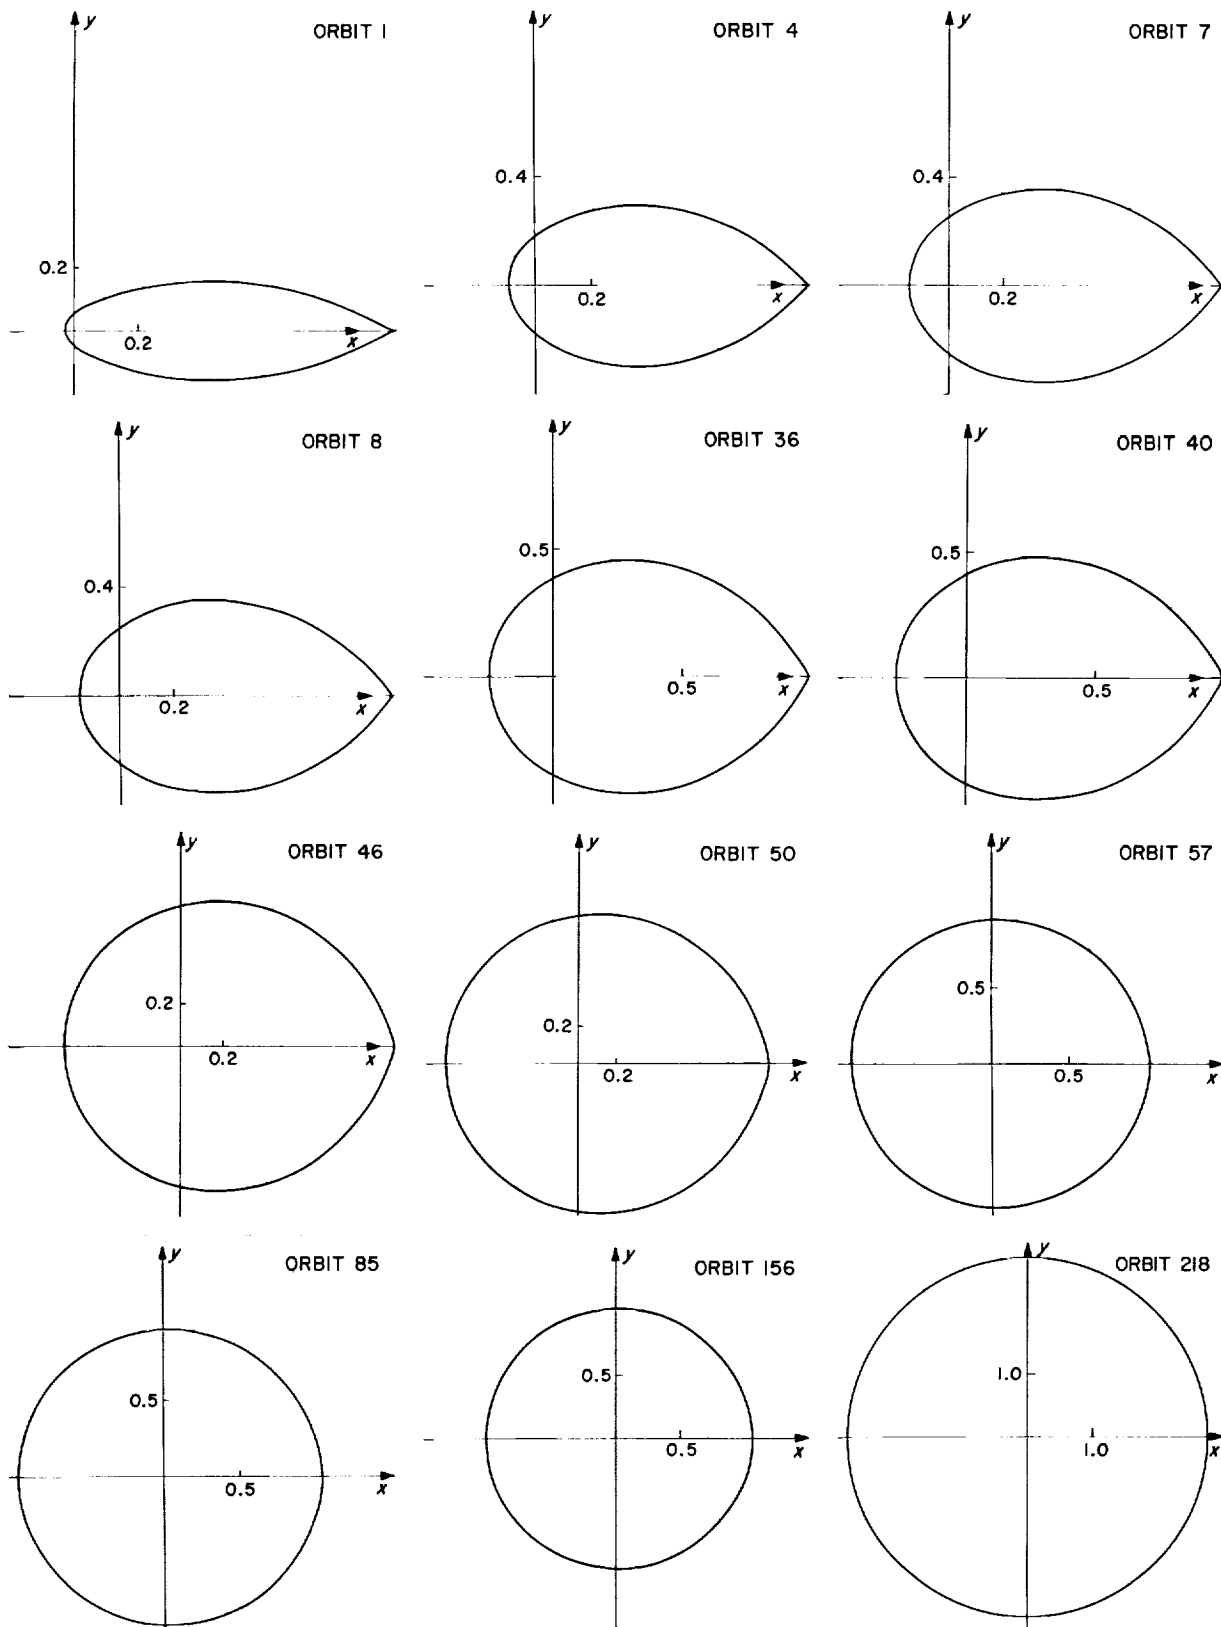 y
ORBIT 1
0.2
0.2
x
y
ORBIT 4
0.4
0.2
x
y
ORBIT 7
0.4
0.2
x
y
ORBIT 8
0.4
0.2
x
y
ORBIT 36
0.5
0.5
x
y
ORBIT 40
0.5
0.5
x
y
ORBIT 46
0.2
0.2
x
y
ORBIT 50
0.2
0.2
x
y
ORBIT 57
0.5
0.5
x
y
ORBIT 85
0.5
0.5
x
y
ORBIT 156
0.5
0.5
x
y
ORBIT 218
1.0
1.0
x